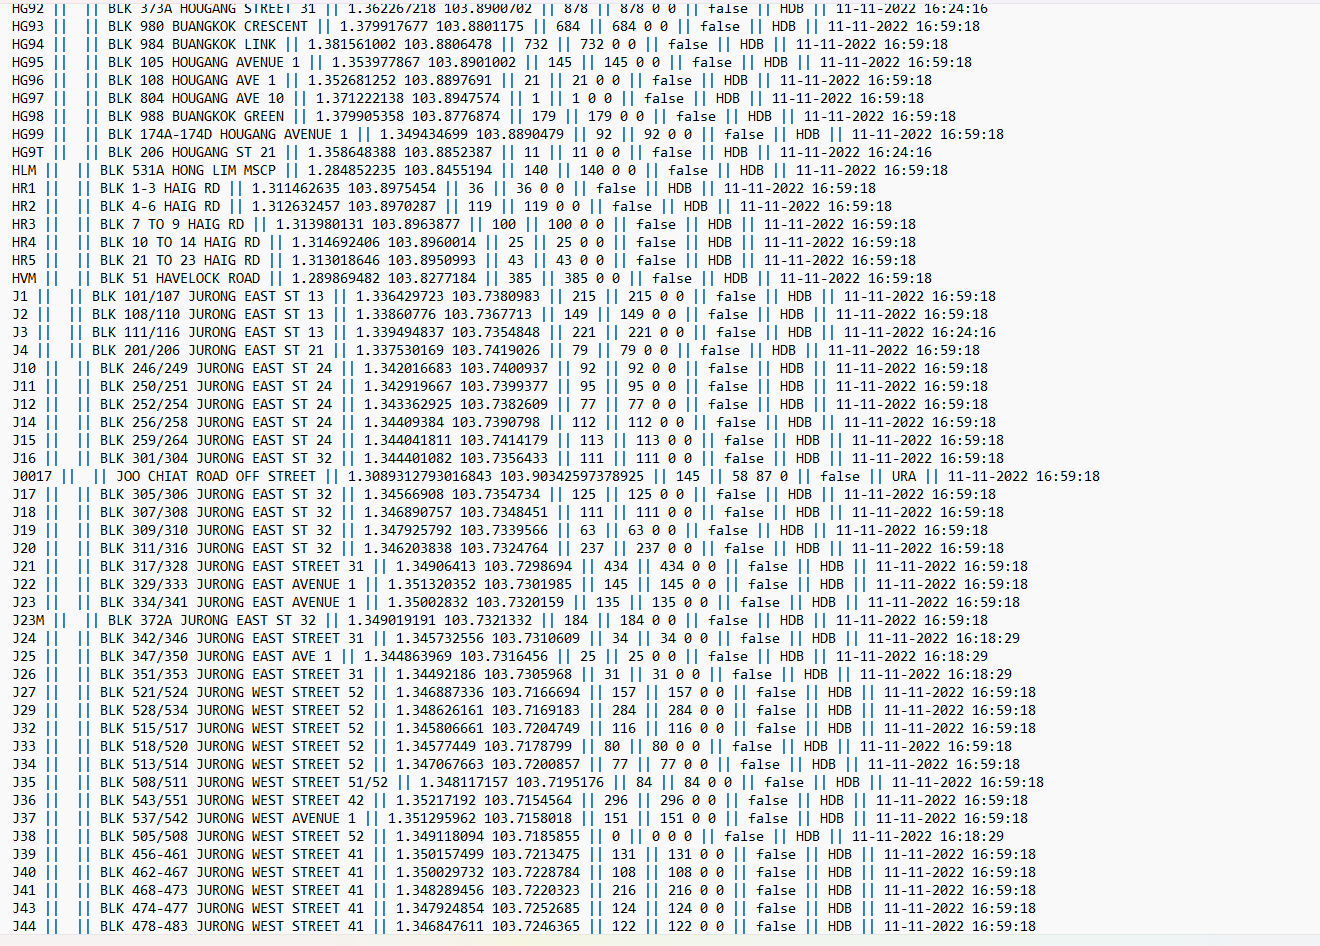 HG92 ||  || BLK 373A HOUGANG STREET 31 || 1.362267218 103.8900702 || 878 || 878 0 0 || false || HDB || 11-11-2022 16:24:16
HG93 ||  || BLK 980 BUANGKOK CRESCENT || 1.379917677 103.8801175 || 684 || 684 0 0 || false || HDB || 11-11-2022 16:59:18
HG94 ||  || BLK 984 BUANGKOK LINK || 1.381561002 103.8806478 || 732 || 732 0 0 || false || HDB || 11-11-2022 16:59:18
HG95 ||  || BLK 105 HOUGANG AVENUE 1 || 1.353977867 103.8901002 || 145 || 145 0 0 || false || HDB || 11-11-2022 16:59:18
HG96 ||  || BLK 108 HOUGANG AVE 1 || 1.352681252 103.8897691 || 21 || 21 0 0 || false || HDB || 11-11-2022 16:59:18
HG97 ||  || BLK 804 HOUGANG AVE 10 || 1.371222138 103.8947574 || 1 || 1 0 0 || false || HDB || 11-11-2022 16:59:18
HG98 ||  || BLK 988 BUANGKOK GREEN || 1.379905358 103.8776874 || 179 || 179 0 0 || false || HDB || 11-11-2022 16:59:18
HG99 ||  || BLK 174A-174D HOUGANG AVENUE 1 || 1.349434699 103.8890479 || 92 || 92 0 0 || false || HDB || 11-11-2022 16:59:18
HG9T ||  || BLK 206 HOUGANG ST 21 || 1.358648388 103.8852387 || 11 || 11 0 0 || false || HDB || 11-11-2022 16:24:16
HLM ||  || BLK 531A HONG LIM MSCP || 1.284852235 103.8455194 || 140 || 140 0 0 || false || HDB || 11-11-2022 16:59:18
HR1 ||  || BLK 1-3 HAIG RD || 1.311462635 103.8975454 || 36 || 36 0 0 || false || HDB || 11-11-2022 16:59:18
HR2 ||  || BLK 4-6 HAIG RD || 1.312632457 103.8970287 || 119 || 119 0 0 || false || HDB || 11-11-2022 16:59:18
HR3 ||  || BLK 7 TO 9 HAIG RD || 1.313980131 103.8963877 || 100 || 100 0 0 || false || HDB || 11-11-2022 16:59:18
HR4 ||  || BLK 10 TO 14 HAIG RD || 1.314692406 103.8960014 || 25 || 25 0 0 || false || HDB || 11-11-2022 16:59:18
HR5 ||  || BLK 21 TO 23 HAIG RD || 1.313018646 103.8950993 || 43 || 43 0 0 || false || HDB || 11-11-2022 16:59:18
HVM ||  || BLK 51 HAVELOCK ROAD || 1.289869482 103.8277184 || 385 || 385 0 0 || false || HDB || 11-11-2022 16:59:18
J1 ||  || BLK 101/107 JURONG EAST ST 13 || 1.336429723 103.7380983 || 215 || 215 0 0 || false || HDB || 11-11-2022 16:59:18
J2 ||  || BLK 108/110 JURONG EAST ST 13 || 1.33860776 103.7367713 || 149 || 149 0 0 || false || HDB || 11-11-2022 16:59:18
J3 ||  || BLK 111/116 JURONG EAST ST 13 || 1.339494837 103.7354848 || 221 || 221 0 0 || false || HDB || 11-11-2022 16:24:16
J4 ||  || BLK 201/206 JURONG EAST ST 21 || 1.337530169 103.7419026 || 79 || 79 0 0 || false || HDB || 11-11-2022 16:59:18
J10 ||  || BLK 246/249 JURONG EAST ST 24 || 1.342016683 103.7400937 || 92 || 92 0 0 || false || HDB || 11-11-2022 16:59:18
J11 ||  || BLK 250/251 JURONG EAST ST 24 || 1.342919667 103.7399377 || 95 || 95 0 0 || false || HDB || 11-11-2022 16:59:18
J12 ||  || BLK 252/254 JURONG EAST ST 24 || 1.343362925 103.7382609 || 77 || 77 0 0 || false || HDB || 11-11-2022 16:59:18
J14 ||  || BLK 256/258 JURONG EAST ST 24 || 1.34409384 103.7390798 || 112 || 112 0 0 || false || HDB || 11-11-2022 16:59:18
J15 ||  || BLK 259/264 JURONG EAST ST 24 || 1.344041811 103.7414179 || 113 || 113 0 0 || false || HDB || 11-11-2022 16:59:18
J16 ||  || BLK 301/304 JURONG EAST ST 32 || 1.344401082 103.7356433 || 111 || 111 0 0 || false || HDB || 11-11-2022 16:59:18
J0017 ||  || JOO CHIAT ROAD OFF STREET || 1.3089312793016843 103.90342597378925 || 145 || 58 87 0 || false || URA || 11-11-2022 16:59:18
J17 ||  || BLK 305/306 JURONG EAST ST 32 || 1.34566908 103.7354734 || 125 || 125 0 0 || false || HDB || 11-11-2022 16:59:18
J18 ||  || BLK 307/308 JURONG EAST ST 32 || 1.346890757 103.7348451 || 111 || 111 0 0 || false || HDB || 11-11-2022 16:59:18
J19 ||  || BLK 309/310 JURONG EAST ST 32 || 1.347925792 103.7339566 || 63 || 63 0 0 || false || HDB || 11-11-2022 16:59:18
J20 ||  || BLK 311/316 JURONG EAST ST 32 || 1.346203838 103.7324764 || 237 || 237 0 0 || false || HDB || 11-11-2022 16:59:18
J21 ||  || BLK 317/328 JURONG EAST STREET 31 || 1.34906413 103.7298694 || 434 || 434 0 0 || false || HDB || 11-11-2022 16:59:18
J22 ||  || BLK 329/333 JURONG EAST AVENUE 1 || 1.351320352 103.7301985 || 145 || 145 0 0 || false || HDB || 11-11-2022 16:59:18
J23 ||  || BLK 334/341 JURONG EAST AVENUE 1 || 1.35002832 103.7320159 || 135 || 135 0 0 || false || HDB || 11-11-2022 16:59:18
J23M ||  || BLK 372A JURONG EAST ST 32 || 1.349019191 103.7321332 || 184 || 184 0 0 || false || HDB || 11-11-2022 16:59:18
J24 ||  || BLK 342/346 JURONG EAST STREET 31 || 1.345732556 103.7310609 || 34 || 34 0 0 || false || HDB || 11-11-2022 16:18:29
J25 ||  || BLK 347/350 JURONG EAST AVE 1 || 1.344863969 103.7316456 || 25 || 25 0 0 || false || HDB || 11-11-2022 16:18:29
J26 ||  || BLK 351/353 JURONG EAST STREET 31 || 1.34492186 103.7305968 || 31 || 31 0 0 || false || HDB || 11-11-2022 16:18:29
J27 ||  || BLK 521/524 JURONG WEST STREET 52 || 1.346887336 103.7166694 || 157 || 157 0 0 || false || HDB || 11-11-2022 16:59:18
J29 ||  || BLK 528/534 JURONG WEST STREET 52 || 1.348626161 103.7169183 || 284 || 284 0 0 || false || HDB || 11-11-2022 16:59:18
J32 ||  || BLK 515/517 JURONG WEST STREET 52 || 1.345806661 103.7204749 || 116 || 116 0 0 || false || HDB || 11-11-2022 16:59:18
J33 ||  || BLK 518/520 JURONG WEST STREET 52 || 1.34577449 103.7178799 || 80 || 80 0 0 || false || HDB || 11-11-2022 16:59:18
J34 ||  || BLK 513/514 JURONG WEST STREET 52 || 1.347067663 103.7200857 || 77 || 77 0 0 || false || HDB || 11-11-2022 16:59:18
J35 ||  || BLK 508/511 JURONG WEST STREET 51/52 || 1.348117157 103.7195176 || 84 || 84 0 0 || false || HDB || 11-11-2022 16:59:18
J36 ||  || BLK 543/551 JURONG WEST STREET 42 || 1.35217192 103.7154564 || 296 || 296 0 0 || false || HDB || 11-11-2022 16:59:18
J37 ||  || BLK 537/542 JURONG WEST AVENUE 1 || 1.351295962 103.7158018 || 151 || 151 0 0 || false || HDB || 11-11-2022 16:59:18
J38 ||  || BLK 505/508 JURONG WEST STREET 52 || 1.349118094 103.7185855 || 0 || 0 0 0 || false || HDB || 11-11-2022 16:18:29
J39 ||  || BLK 456-461 JURONG WEST STREET 41 || 1.350157499 103.7213475 || 131 || 131 0 0 || false || HDB || 11-11-2022 16:59:18
J40 ||  || BLK 462-467 JURONG WEST STREET 41 || 1.350029732 103.7228784 || 108 || 108 0 0 || false || HDB || 11-11-2022 16:59:18
J41 ||  || BLK 468-473 JURONG WEST STREET 41 || 1.348289456 103.7220323 || 216 || 216 0 0 || false || HDB || 11-11-2022 16:59:18
J43 ||  || BLK 474-477 JURONG WEST STREET 41 || 1.347924854 103.7252685 || 124 || 124 0 0 || false || HDB || 11-11-2022 16:59:18
J44 ||  || BLK 478-483 JURONG WEST STREET 41 || 1.346847611 103.7246365 || 122 || 122 0 0 || false || HDB || 11-11-2022 16:59:18